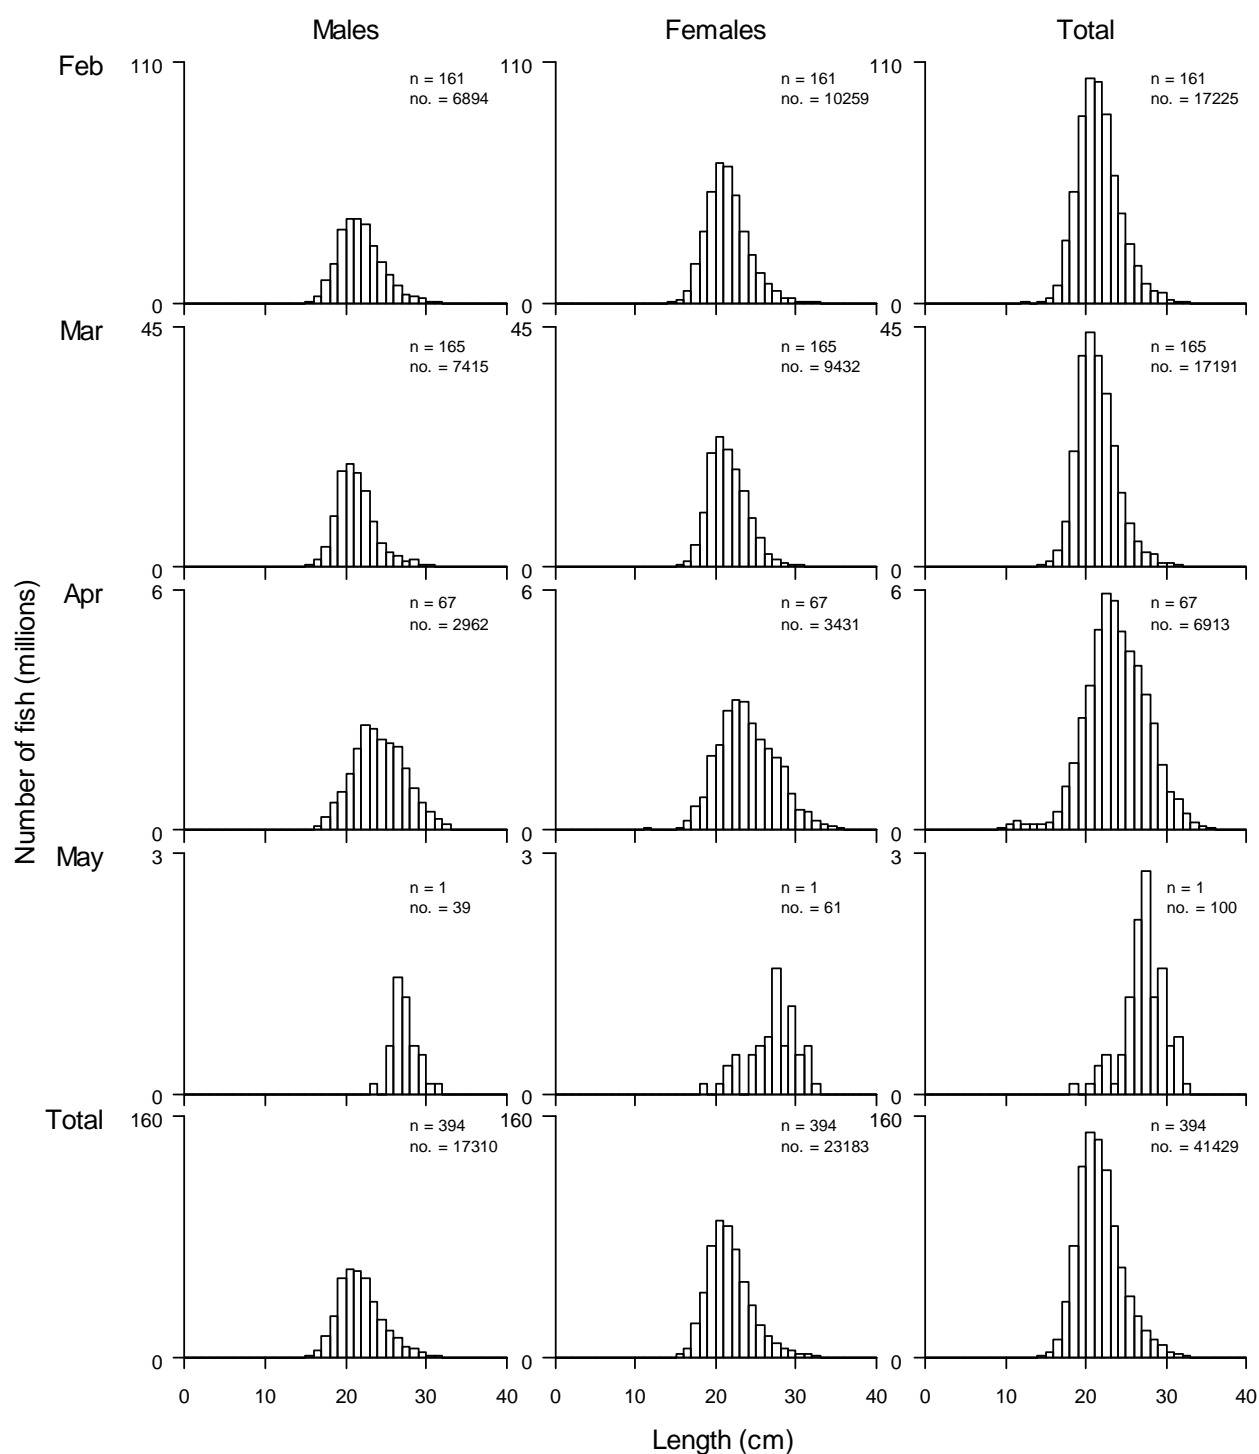 Males Females Total
Feb
110 110 110
n = 161 n = 161 n = 161
no. = 6894 no. = 10259 no. = 17225
0 0 0
Mar
45 45 45
n = 165 n = 165 n = 165
no. = 7415 no. = 9432 no. = 17191
0 0 0
Apr
6 6 6
n = 67 n = 67 n = 67
no. = 2962 no. = 3431 no. = 6913
0 0 0
Number of fish (millions)
May
3 3 3
n = 1 n = 1 n = 1
no. = 39 no. = 61 no. = 100
0 0 0
Total
160 160 160
n = 394 n = 394 n = 394
no. = 17310 no. = 23183 no. = 41429
0 0 0
0 10 20 30 40 0 10 20 30 40 0 10 20 30 40
Length (cm)